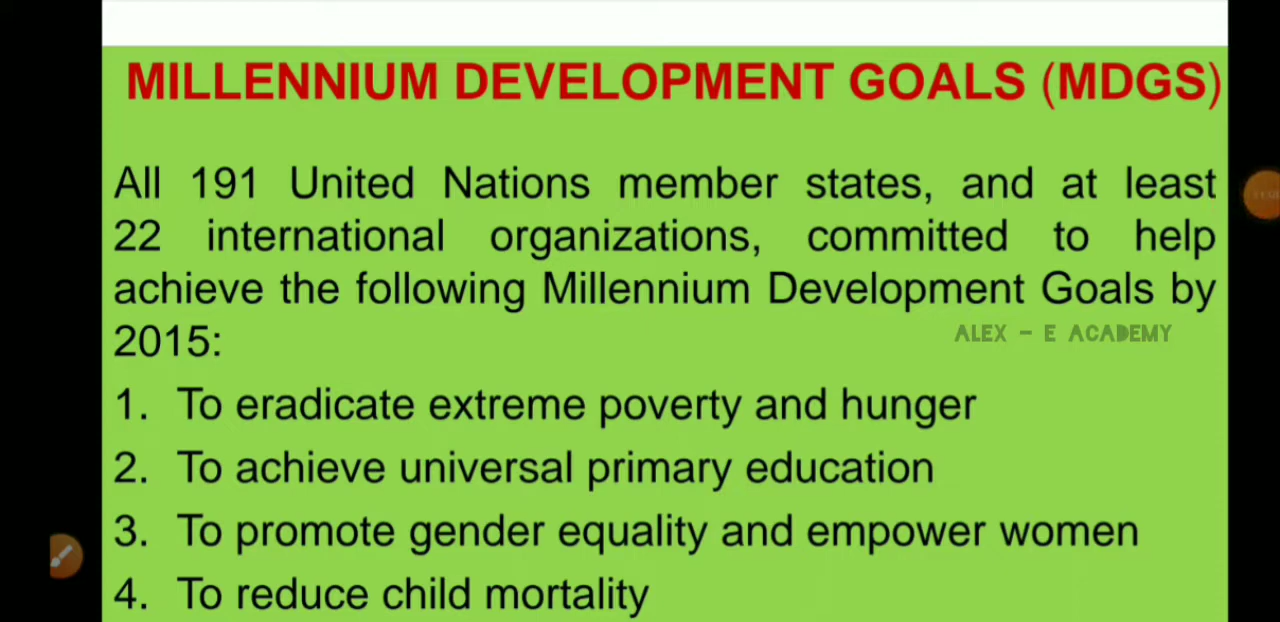 MILLENNIUM DEVELOPMENT GOALS (MDGS)
All 191 United Nations member states, and at least
22 international organizations, committed to help
achieve the following Millennium Development Goals by
2015:
ALEX - E ACADEMY
1. To eradicate extreme poverty and hunger
2. To achieve universal primary education
3. To promote gender equality and empower women
4. To reduce child mortality